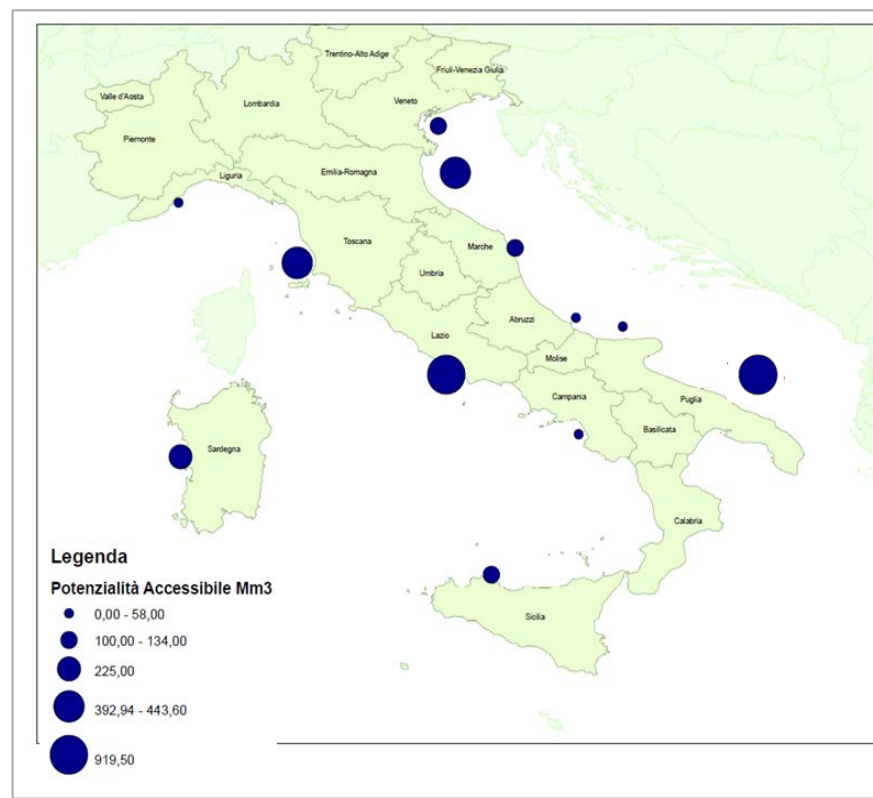 Trentino-Alto Adige
Friuli-Venezia Giulia
Valle d'Aosta
Lombardia
Veneto
Piemonte
Liguria
Emilia-Romagna
Toscana
Marche
Umbria
Abruzzi
Lazio
Molise
Campania
Puglia
Basilicata
Sardegna
Calabria
Sicilia
Legenda
Potenzialità Accessibile Mm3
0,00 - 58,00
100,00 - 134,00
225,00
392,94 - 443,60
919,50